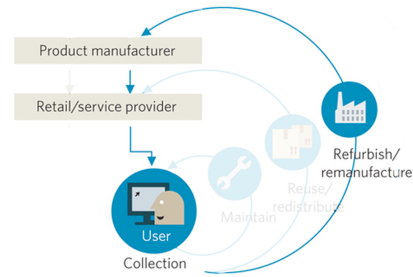 Product manufacturer
Retail/service provider
Refurbish/
remanufacture
Reuse/
redistribute
Maintain
User
Collection